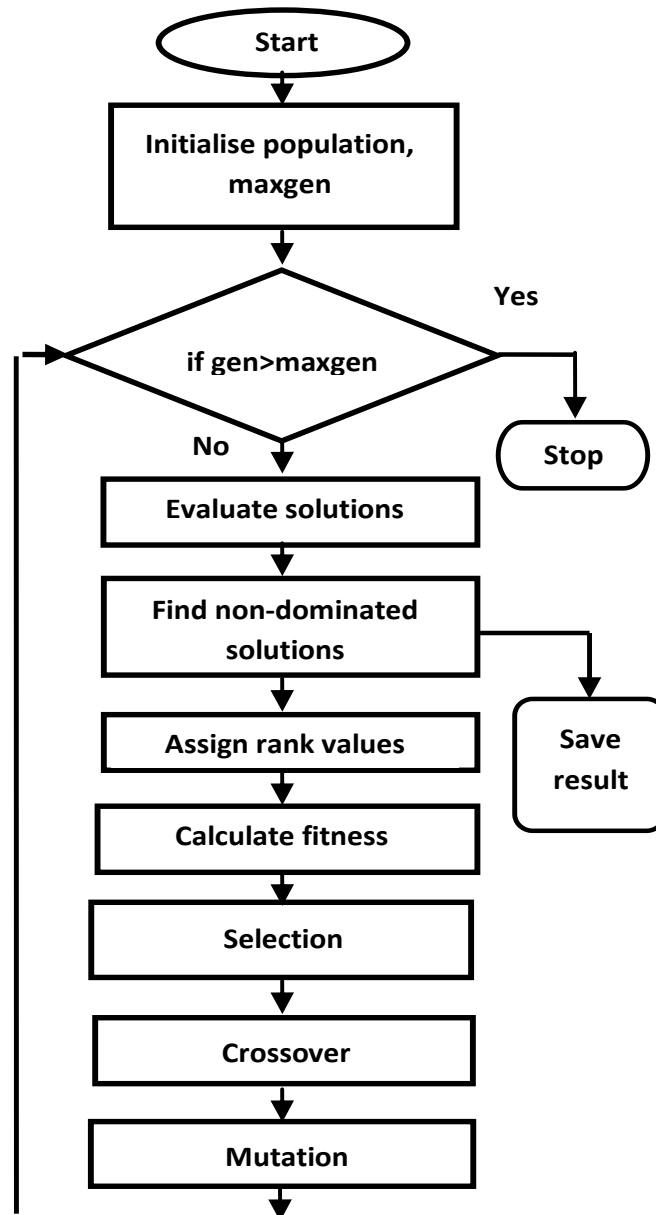 Start
Initialise population,
maxgen
Yes
if gen>maxgen
No
Stop
Evaluate solutions
Find non-dominated
solutions
Assign rank values
Save
result
Calculate fitness
Selection
Crossover
Mutation